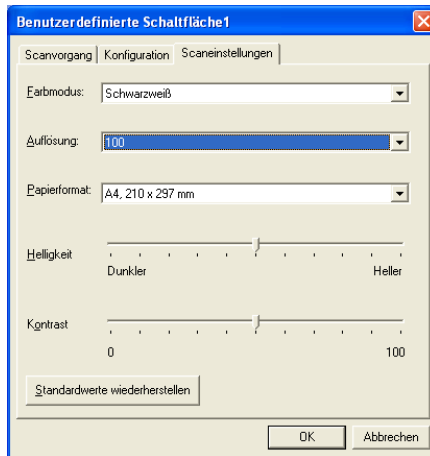 Benutzerdefinierte Schaltfläche1
Scanvorgang Konfiguration Scaneinstellungen
Farbmodus: Schwarzweiß
Auflösung: 100
Papierformat: A4, 210 x 297 mm
Helligkeit
Dunkler Heller
Kontrast
0 100
Standardwerte wiederherstellen
OK Abbrechen